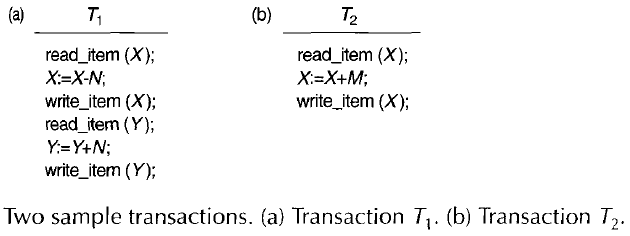 (a) T1 (b) T2
read_item (X); read_item (X);
X:=X-N; X:=X+M;
write_item (X); write_item (X);
read_item (Y);
Y:=Y+N;
write_item (Y);
Two sample transactions. (a) Transaction T1. (b) Transaction T2.